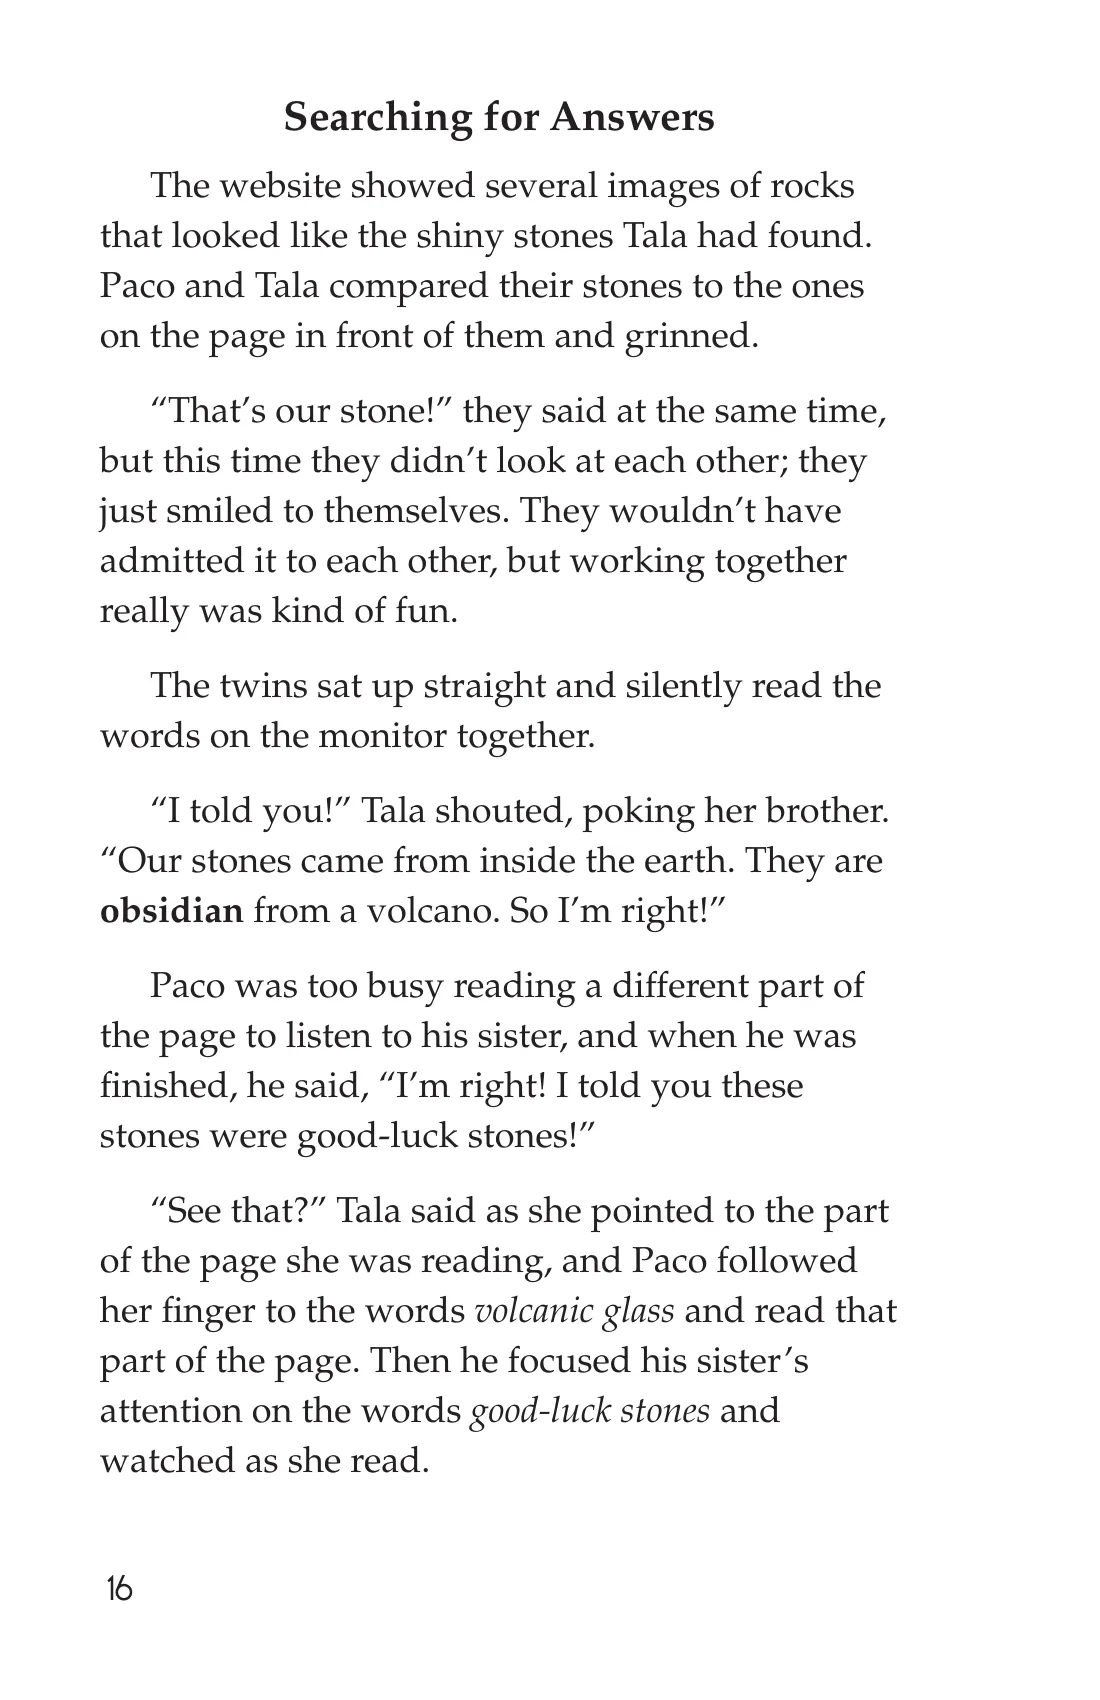 Searching for Answers
The website showed several images of rocks
that looked like the shiny stones Tala had found.
Paco and Tala compared their stones to the ones
on the page in front of them and grinned.
“That’s our stone!” they said at the same time,
but this time they didn’t look at each other; they
just smiled to themselves. They wouldn’t have
admitted it to each other, but working together
really was kind of fun.
The twins sat up straight and silently read the
words on the monitor together.
“I told you!” Tala shouted, poking her brother.
“Our stones came from inside the earth. They are
obsidian from a volcano. So I’m right!”
Paco was too busy reading a different part of
the page to listen to his sister, and when he was
finished, he said, “I’m right! I told you these
stones were good-luck stones!”
“See that?” Tala said as she pointed to the part
of the page she was reading, and Paco followed
her finger to the words volcanic glass and read that
part of the page. Then he focused his sister’s
attention on the words good-luck stones and
watched as she read.
16